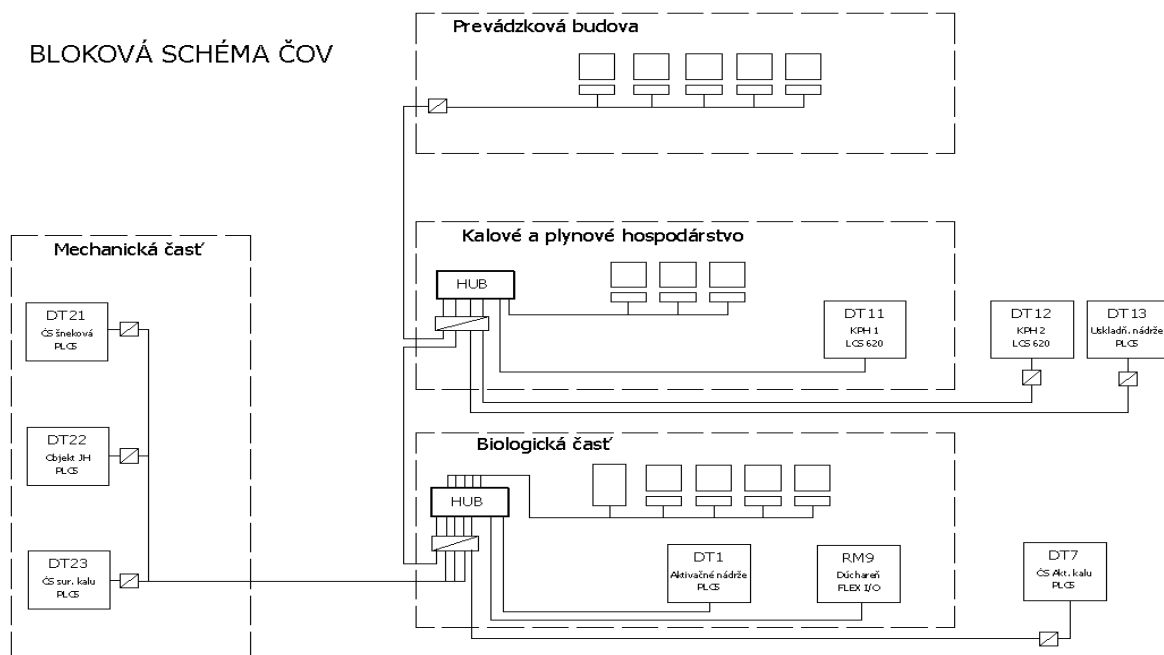 BLOKOVÁ SCHÉMA ČOV
Prevádzková budova
Kalové a plynové hospodárstvo
HUB
DT11
KPH 1
LCS 620
DT12
KPH 2
LCS 620
DT13
Uskladň. nádrže
PLC5
Mechanická časť
DT21
ČS šneková
PLC5
DT22
Objekt JH
PLC5
DT23
ČS sur. kalu
PLC5
Biologická časť
HUB
DT1
Aktivačné nádrže
PLC5
RM9
Dúchareň
FLEX I/O
DT7
ČS Akt. kalu
PLC5